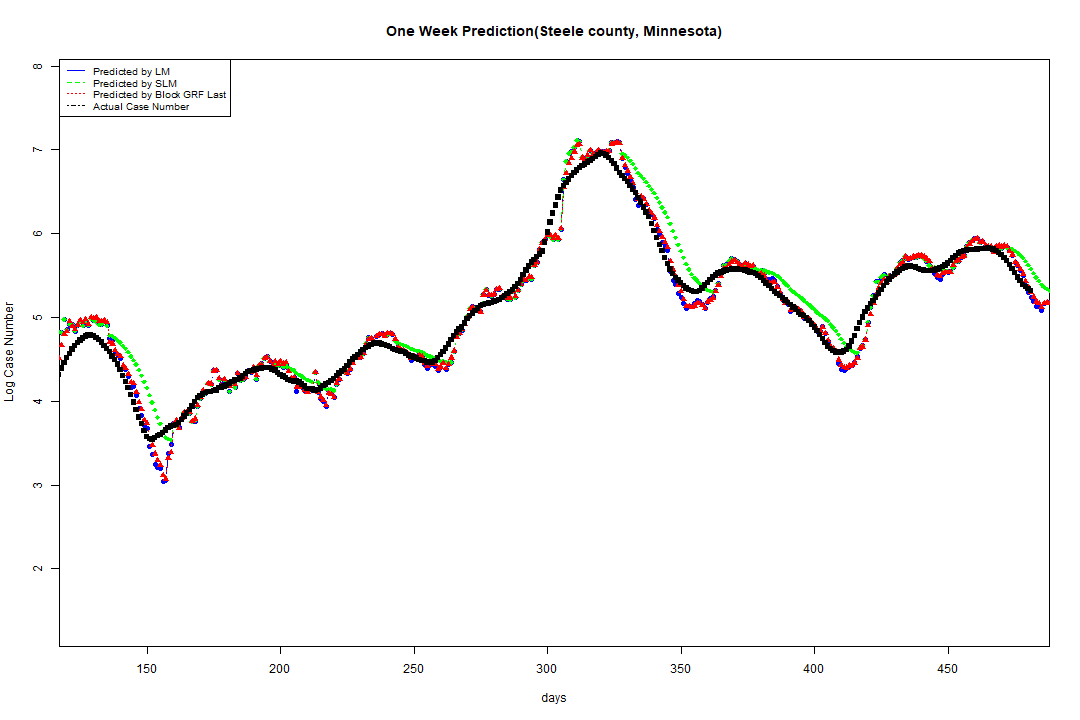 One Week Prediction(Steele county, Minnesota)
Predicted by LM
Predicted by SLM
Predicted by Block GRF Last
Actual Case Number
8
7
6
5
4
3
2
Log Case Number
150 200 250 300 350 400 450
days